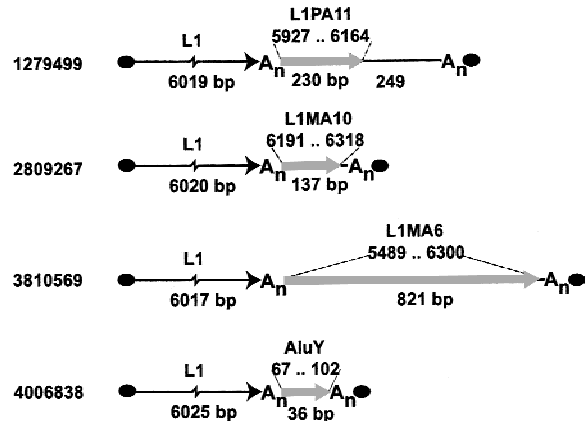 L1PA11
L1 5927 .. 6164
1279499 An An
6019 bp 230 bp 249
L1MA10
L1 6191 .. 6318
2809267 An An
6020 bp 137 bp
L1MA6
L1 5489 .. 6300
3810569 An An
6017 bp 821 bp
AluY
L1 67 .. 102
4006838 An An
6025 bp 36 bp